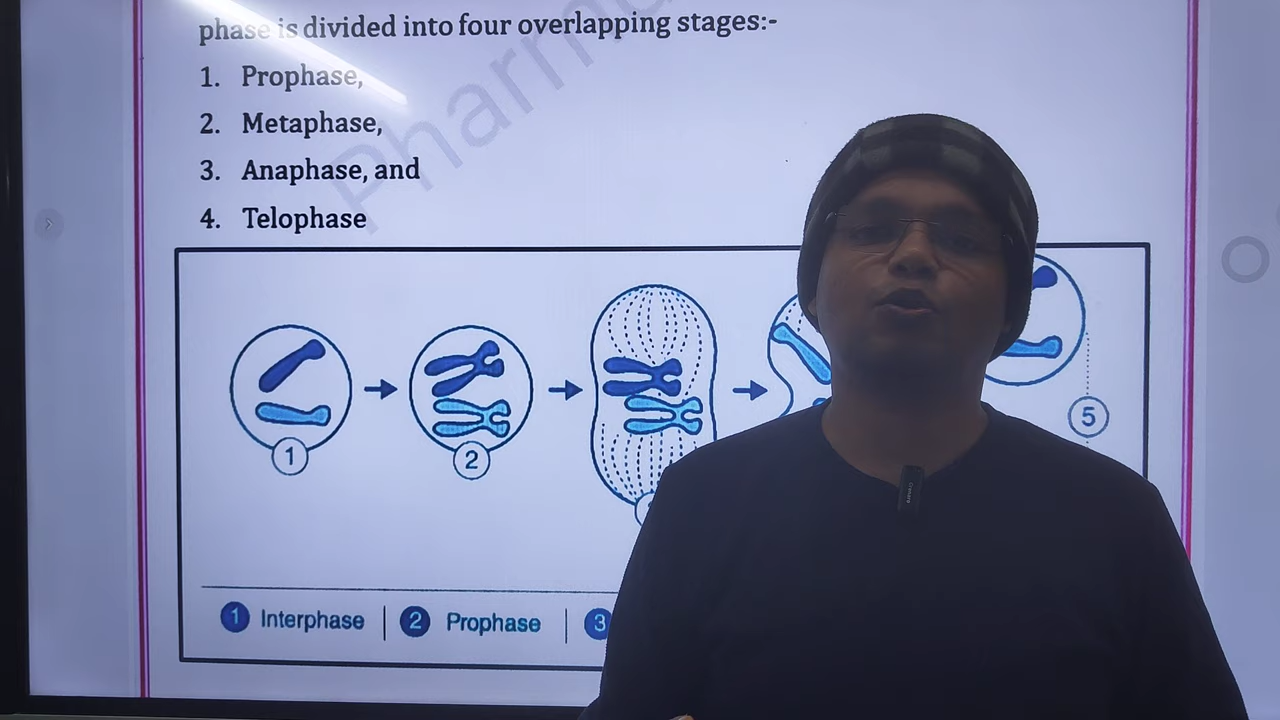 phase is divided into four overlapping stages:-
1. Prophase,
2. Metaphase,
3. Anaphase, and
4. Telophase
1
2
5
1 Interphase | 2 Prophase | 3